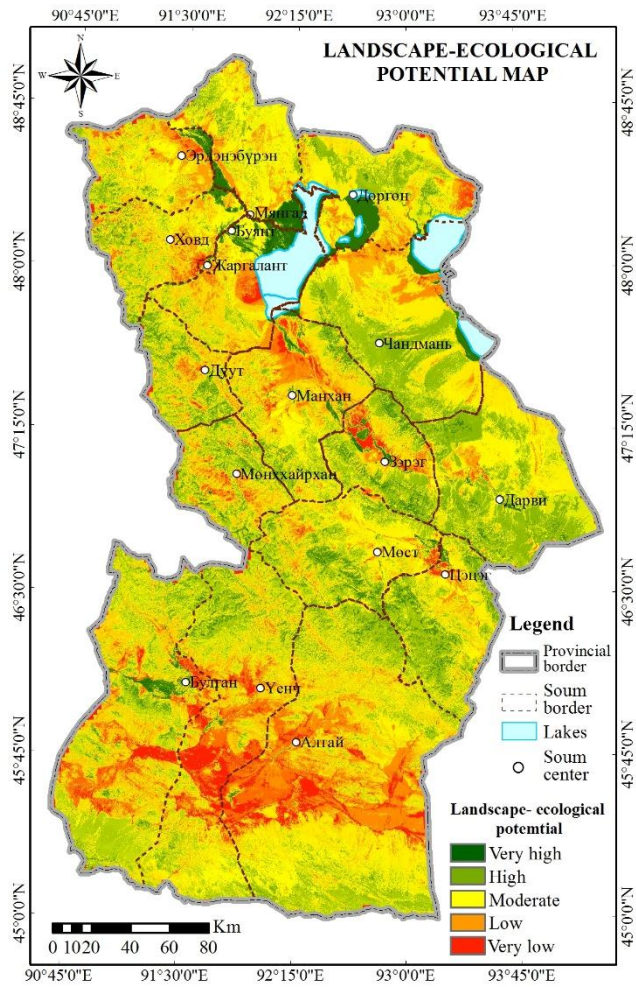 90°45'0"E 91°30'0"E 92°15'0"E 93°00'0"E 93°45'0"E
LANDSCAPE-ECOLOGICAL
POTENTIAL MAP
N
W E
S
48°45'0"N 48°45'0"N
Эрдэнэбүрэн
Дөргөн
Мянгад
Буянт
Ховд
48°0'0"N 48°0'0"N
Жаргалант
Чандмань
Дуут
Манхан
47°15'0"N 47°15'0"N
Зэрэг
Мөнххайрхан
Дарви
Мөст
Цэцэг
46°30'0"N 46°30'0"N
Legend
Provincial
border
Soum
border
Lakes
Soum
center
Булган
Үенч
Алтай
45°45'0"N 45°45'0"N
Landscape- ecological
potential
Very high
High
Moderate
Low
Very low
45°0'0"N 45°0'0"N
Km
0 10 20 40 60 80
90°45'0"E 91°30'0"E 92°15'0"E 93°00'0"E 93°45'0"E